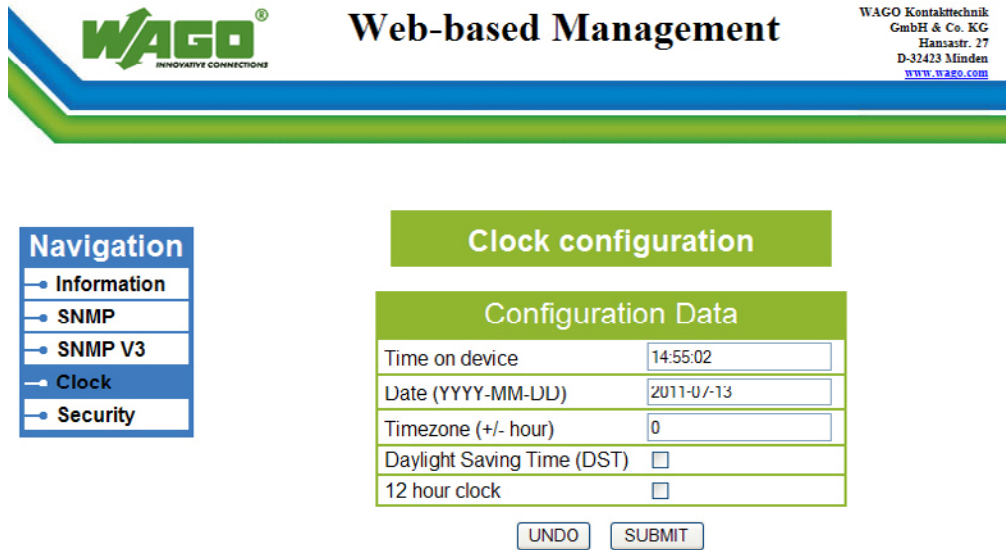 WAGO®
INNOVATIVE CONNECTIONS
Web-based Management
WAGO Kontakttechnik
GmbH & Co. KG
Hansastr. 27
D-32423 Minden
www.wago.com
Navigation
Information
SNMP
SNMP V3
Clock
Security
Clock configuration
Configuration Data
Time on device 14:55:02
Date (YYYY-MM-DD) 2011-07-13
Timezone (+/- hour) 0
Daylight Saving Time (DST)
12 hour clock
UNDO SUBMIT